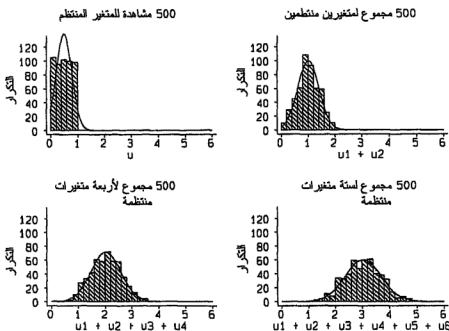 500 مشاهدة للمتغير المنتظم
التكرار
120
100
80
60
40
20
0
0 1 2 3 4 5 6
u
500 مجموع لمتغيرين منتظمين
التكرار
120
100
80
60
40
20
0
0 1 2 3 4 5 6
u1 + u2
500 مجموع لأربعة متغيرات
منتظمة
التكرار
120
100
80
60
40
20
0
0 1 2 3 4 5 6
u1 + u2 + u3 + u4
500 مجموع لستة متغيرات
منتظمة
التكرار
120
100
80
60
40
20
0
0 1 2 3 4 5 6
u1 + u2 + u3 + u4 + u5 + u6